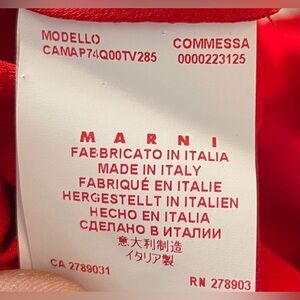 MODELLO
CAMAP74Q00TV285
COMMESSA
0000223125
MARNI
FABBRICATO IN ITALIA
MADE IN ITALY
FABRIQUÉ EN ITALIE
HERGESTELLT IN ITALIEN
HECHO EN ITALIA
СДЕЛАНО В ИТАЛИИ
意大利制造
イタリア製
CA 2789031
RN 278903